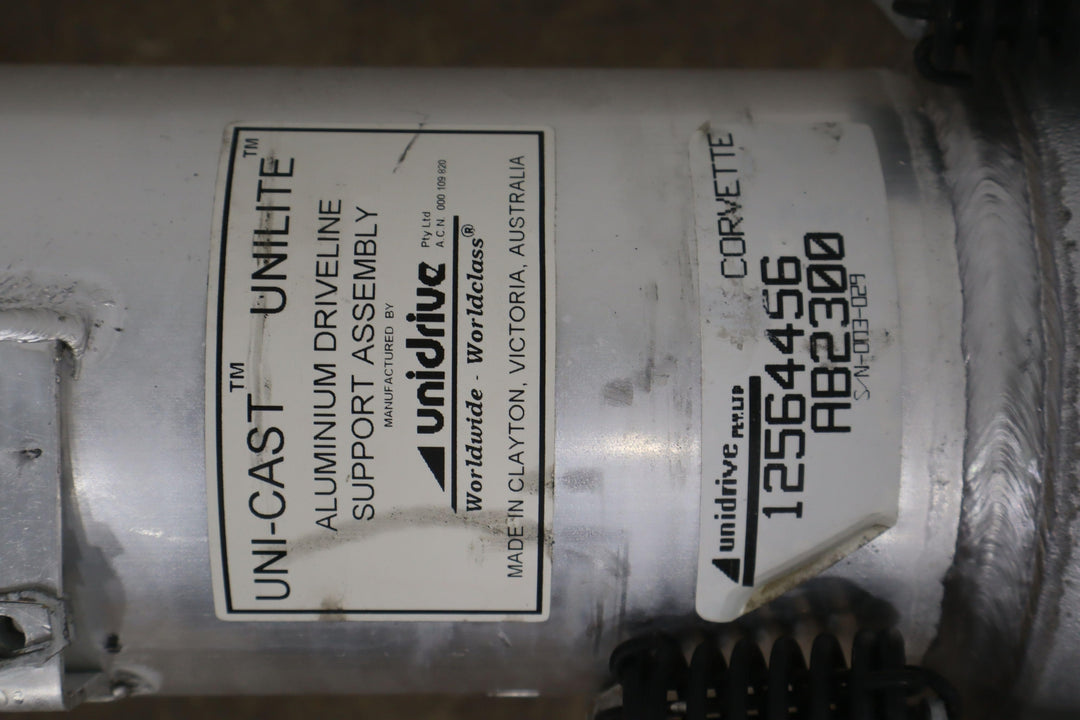 UNI-CAST™ UNILITE™
ALUMINIUM DRIVELINE
SUPPORT ASSEMBLY
MANUFACTURED BY
unidrive Pty Ltd
A.C.N. 000 109 820
Worldwide - Worldclass®
MADE IN CLAYTON, VICTORIA, AUSTRALIA
unidrive PTY.LTD CORVETTE
12564456
AB2300
S/N-003-029